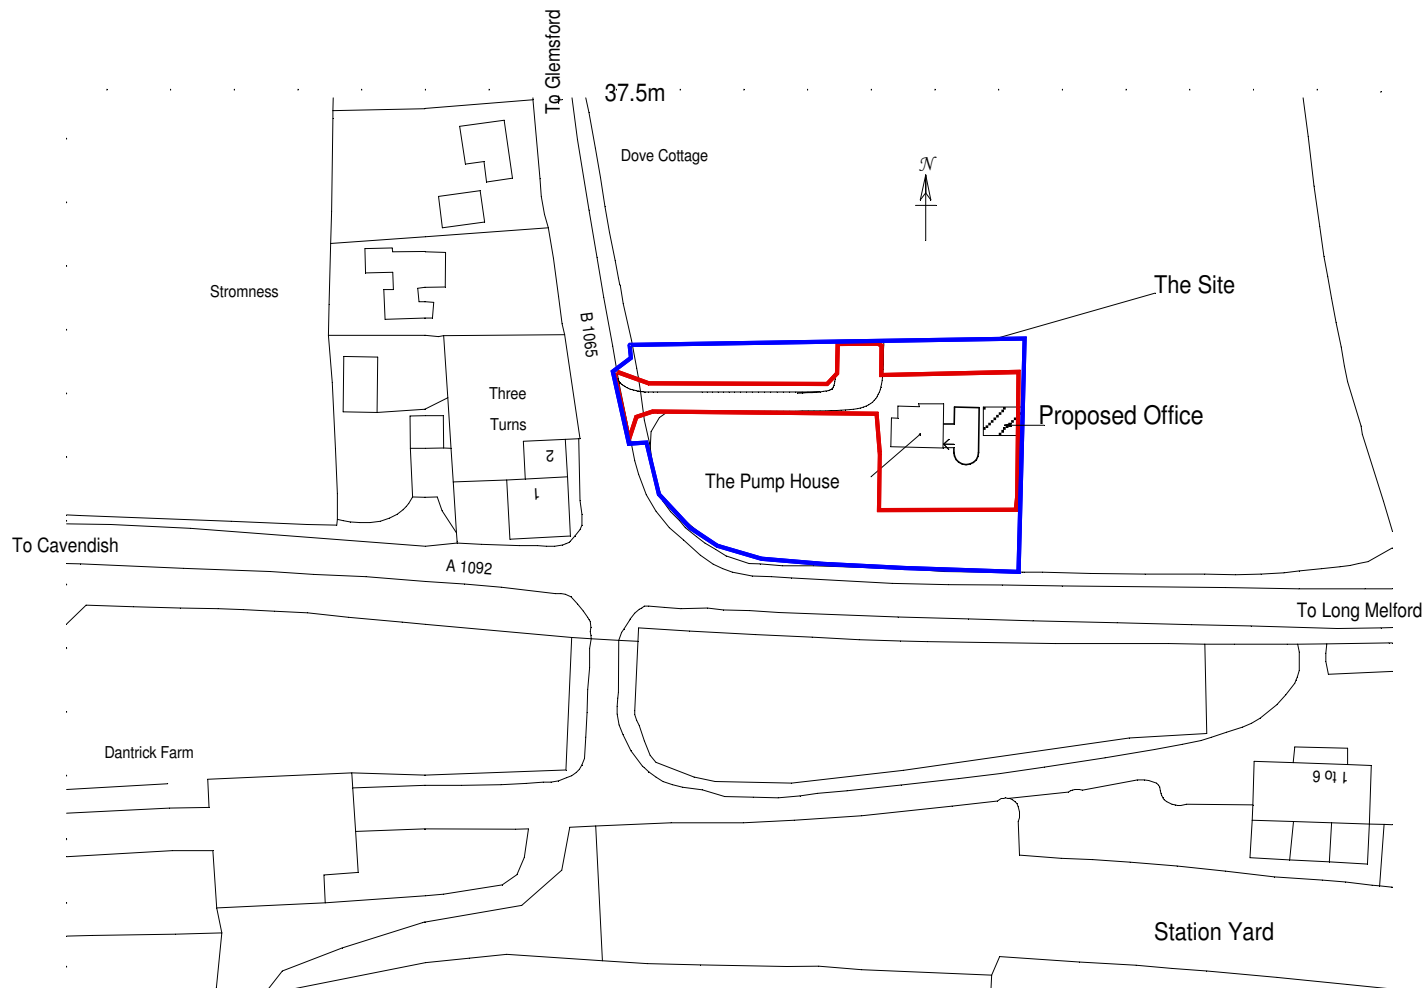 To Glemsford
37.5m
Dove Cottage
N
Stromness
The Site
B 1065
Three
Turns
Proposed Office
2
The Pump House
1
To Cavendish
A 1092
To Long Melford
Dantrick Farm
1 to 6
Station Yard